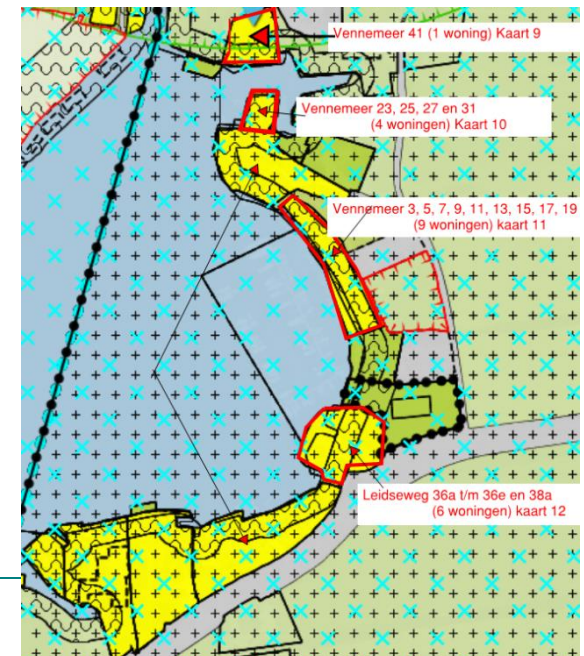 Vennemeer 41 (1 woning) Kaart 9
Vennemeer 23, 25, 27 en 31
(4 woningen) Kaart 10
Vennemeer 3, 5, 7, 9, 11, 13, 15, 17, 19
(9 woningen) kaart 11
Leidseweg 36a t/m 36e en 38a
(6 woningen) kaart 12